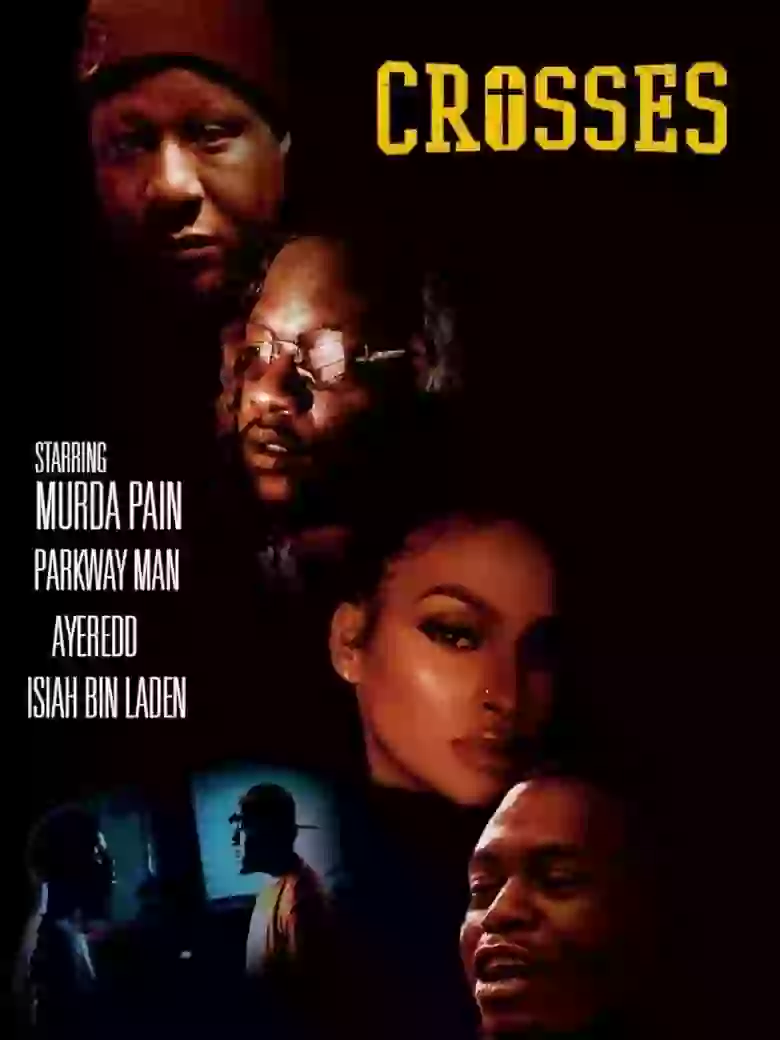 CROSSES
STARRING
MURDA PAIN
PARKWAY MAN
AYEREDD
ISIAH BIN LADEN